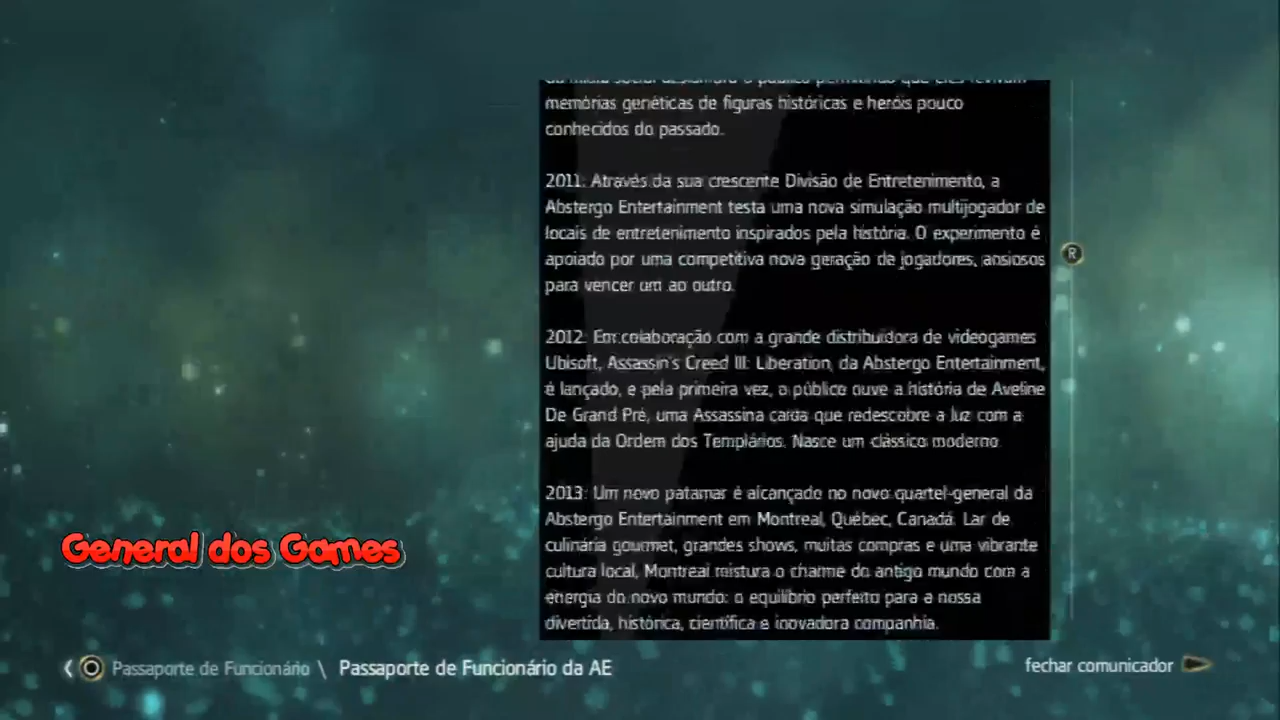 memórias genéticas de figuras históricas e heróis pouco
conhecidos do passado.
2011: Através da sua crescente Divisão de Entretenimento, a
Abstergo Entertainment testa uma nova simulação multijogador de
locais de entretenimento inspirados pela história. O experimento é
apoiado por uma competitiva nova geração de jogadores, ansiosos
para vencer um ao outro.
2012: Em colaboração com a grande distribuidora de videogames
Ubisoft, Assassin's Creed III: Liberation, da Abstergo Entertainment,
é lançado, e pela primeira vez, o público ouve a história de Aveline
De Grand Pré, uma Assassina que redescobre a luz com a
ajuda da Ordem dos Templários. Nasce um clássico moderno.
2013: Um novo patamar é alcançado no novo quartel-general da
Abstergo Entertainment em Montreal, Québec, Canadá. Lar de
culinária gourmet, grandes shows, muitas compras e uma vibrante
cultura local, Montreal mistura o charme do antigo mundo com a
energia do novo mundo: o equilíbrio perfeito para a nossa
divertida, histórica, científica e inovadora companhia.
R
General dos Games
Passaporte de Funcionário \ Passaporte de Funcionário da AE
fechar comunicador